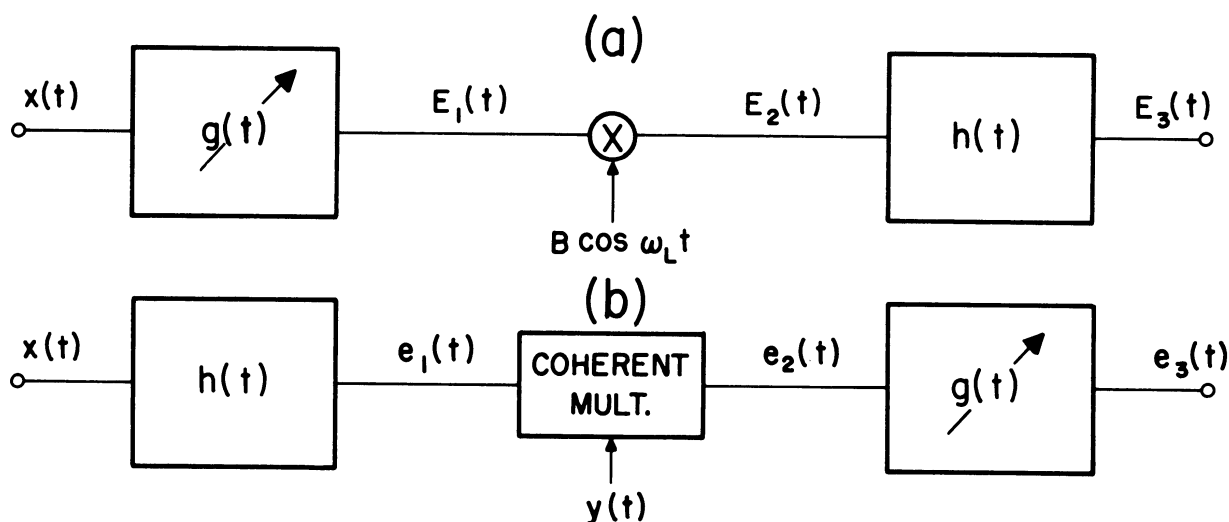 (a)
x(t)
g(t)
E₁(t)
X
E₂(t)
h(t)
E₃(t)
B cos ω_L t
(b)
x(t)
h(t)
e₁(t)
COHERENT
MULT.
e₂(t)
g(t)
e₃(t)
y(t)